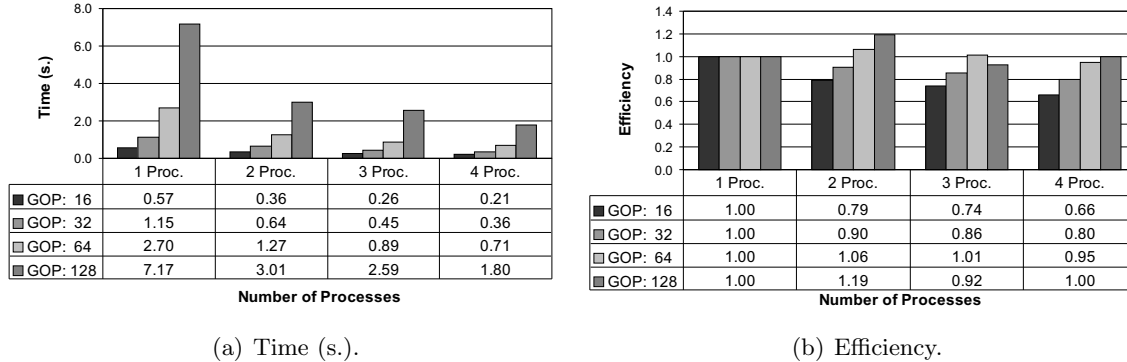 8.0
6.0
4.0
2.0
0.0
Time (s.)
1 Proc. 2 Proc. 3 Proc. 4 Proc.
GOP: 16 0.57 0.36 0.26 0.21
GOP: 32 1.15 0.64 0.45 0.36
GOP: 64 2.70 1.27 0.89 0.71
GOP: 128 7.17 3.01 2.59 1.80
Number of Processes
(a) Time (s.).
1.4
1.2
1.0
0.8
0.6
0.4
0.2
0.0
Efficiency
1 Proc. 2 Proc. 3 Proc. 4 Proc.
GOP: 16 1.00 0.79 0.74 0.66
GOP: 32 1.00 0.90 0.86 0.80
GOP: 64 1.00 1.06 1.01 0.95
GOP: 128 1.00 1.19 0.92 1.00
Number of Processes
(b) Efficiency.